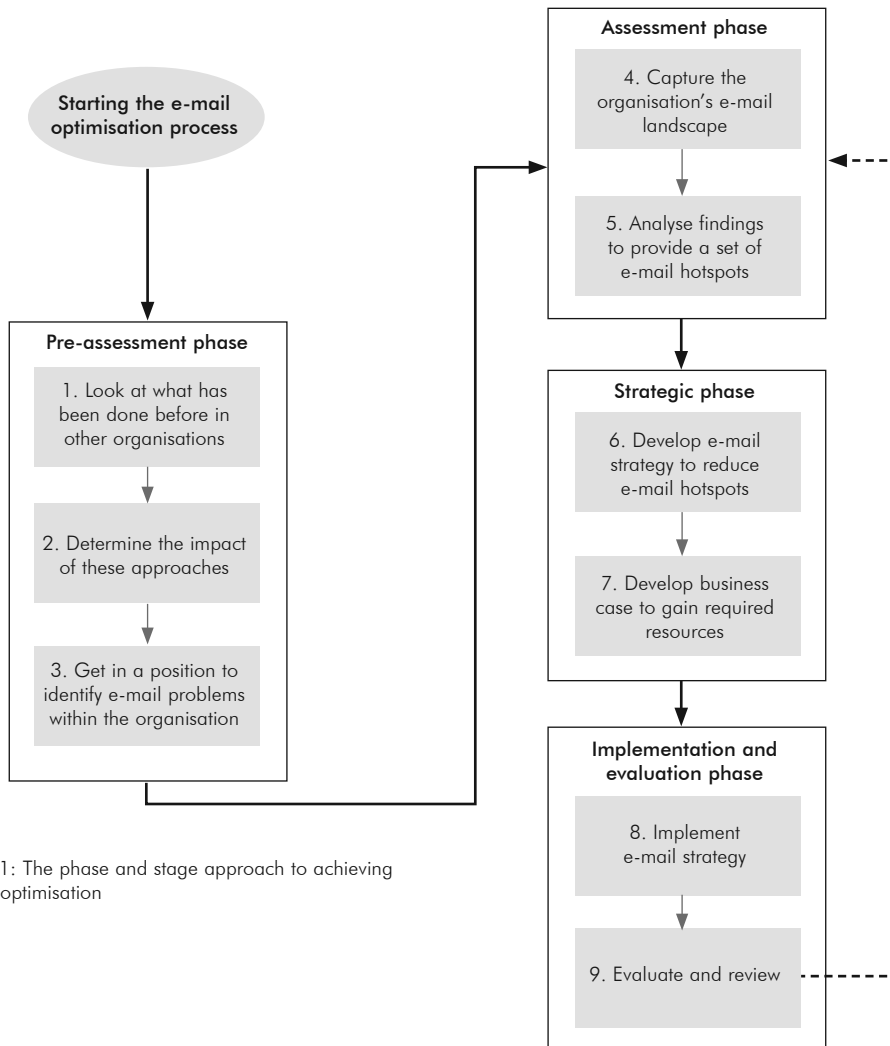 Starting the e-mail
optimisation process
Pre-assessment phase
1. Look at what has
been done before in
other organisations
2. Determine the impact
of these approaches
3. Get in a position to
identify e-mail problems
within the organisation
Assessment phase
4. Capture the
organisation's e-mail
landscape
5. Analyse findings
to provide a set of
e-mail hotspots
Strategic phase
6. Develop e-mail
strategy to reduce
e-mail hotspots
7. Develop business
case to gain required
resources
Implementation and
evaluation phase
8. Implement
e-mail strategy
9. Evaluate and review
1: The phase and stage approach to achieving
optimisation